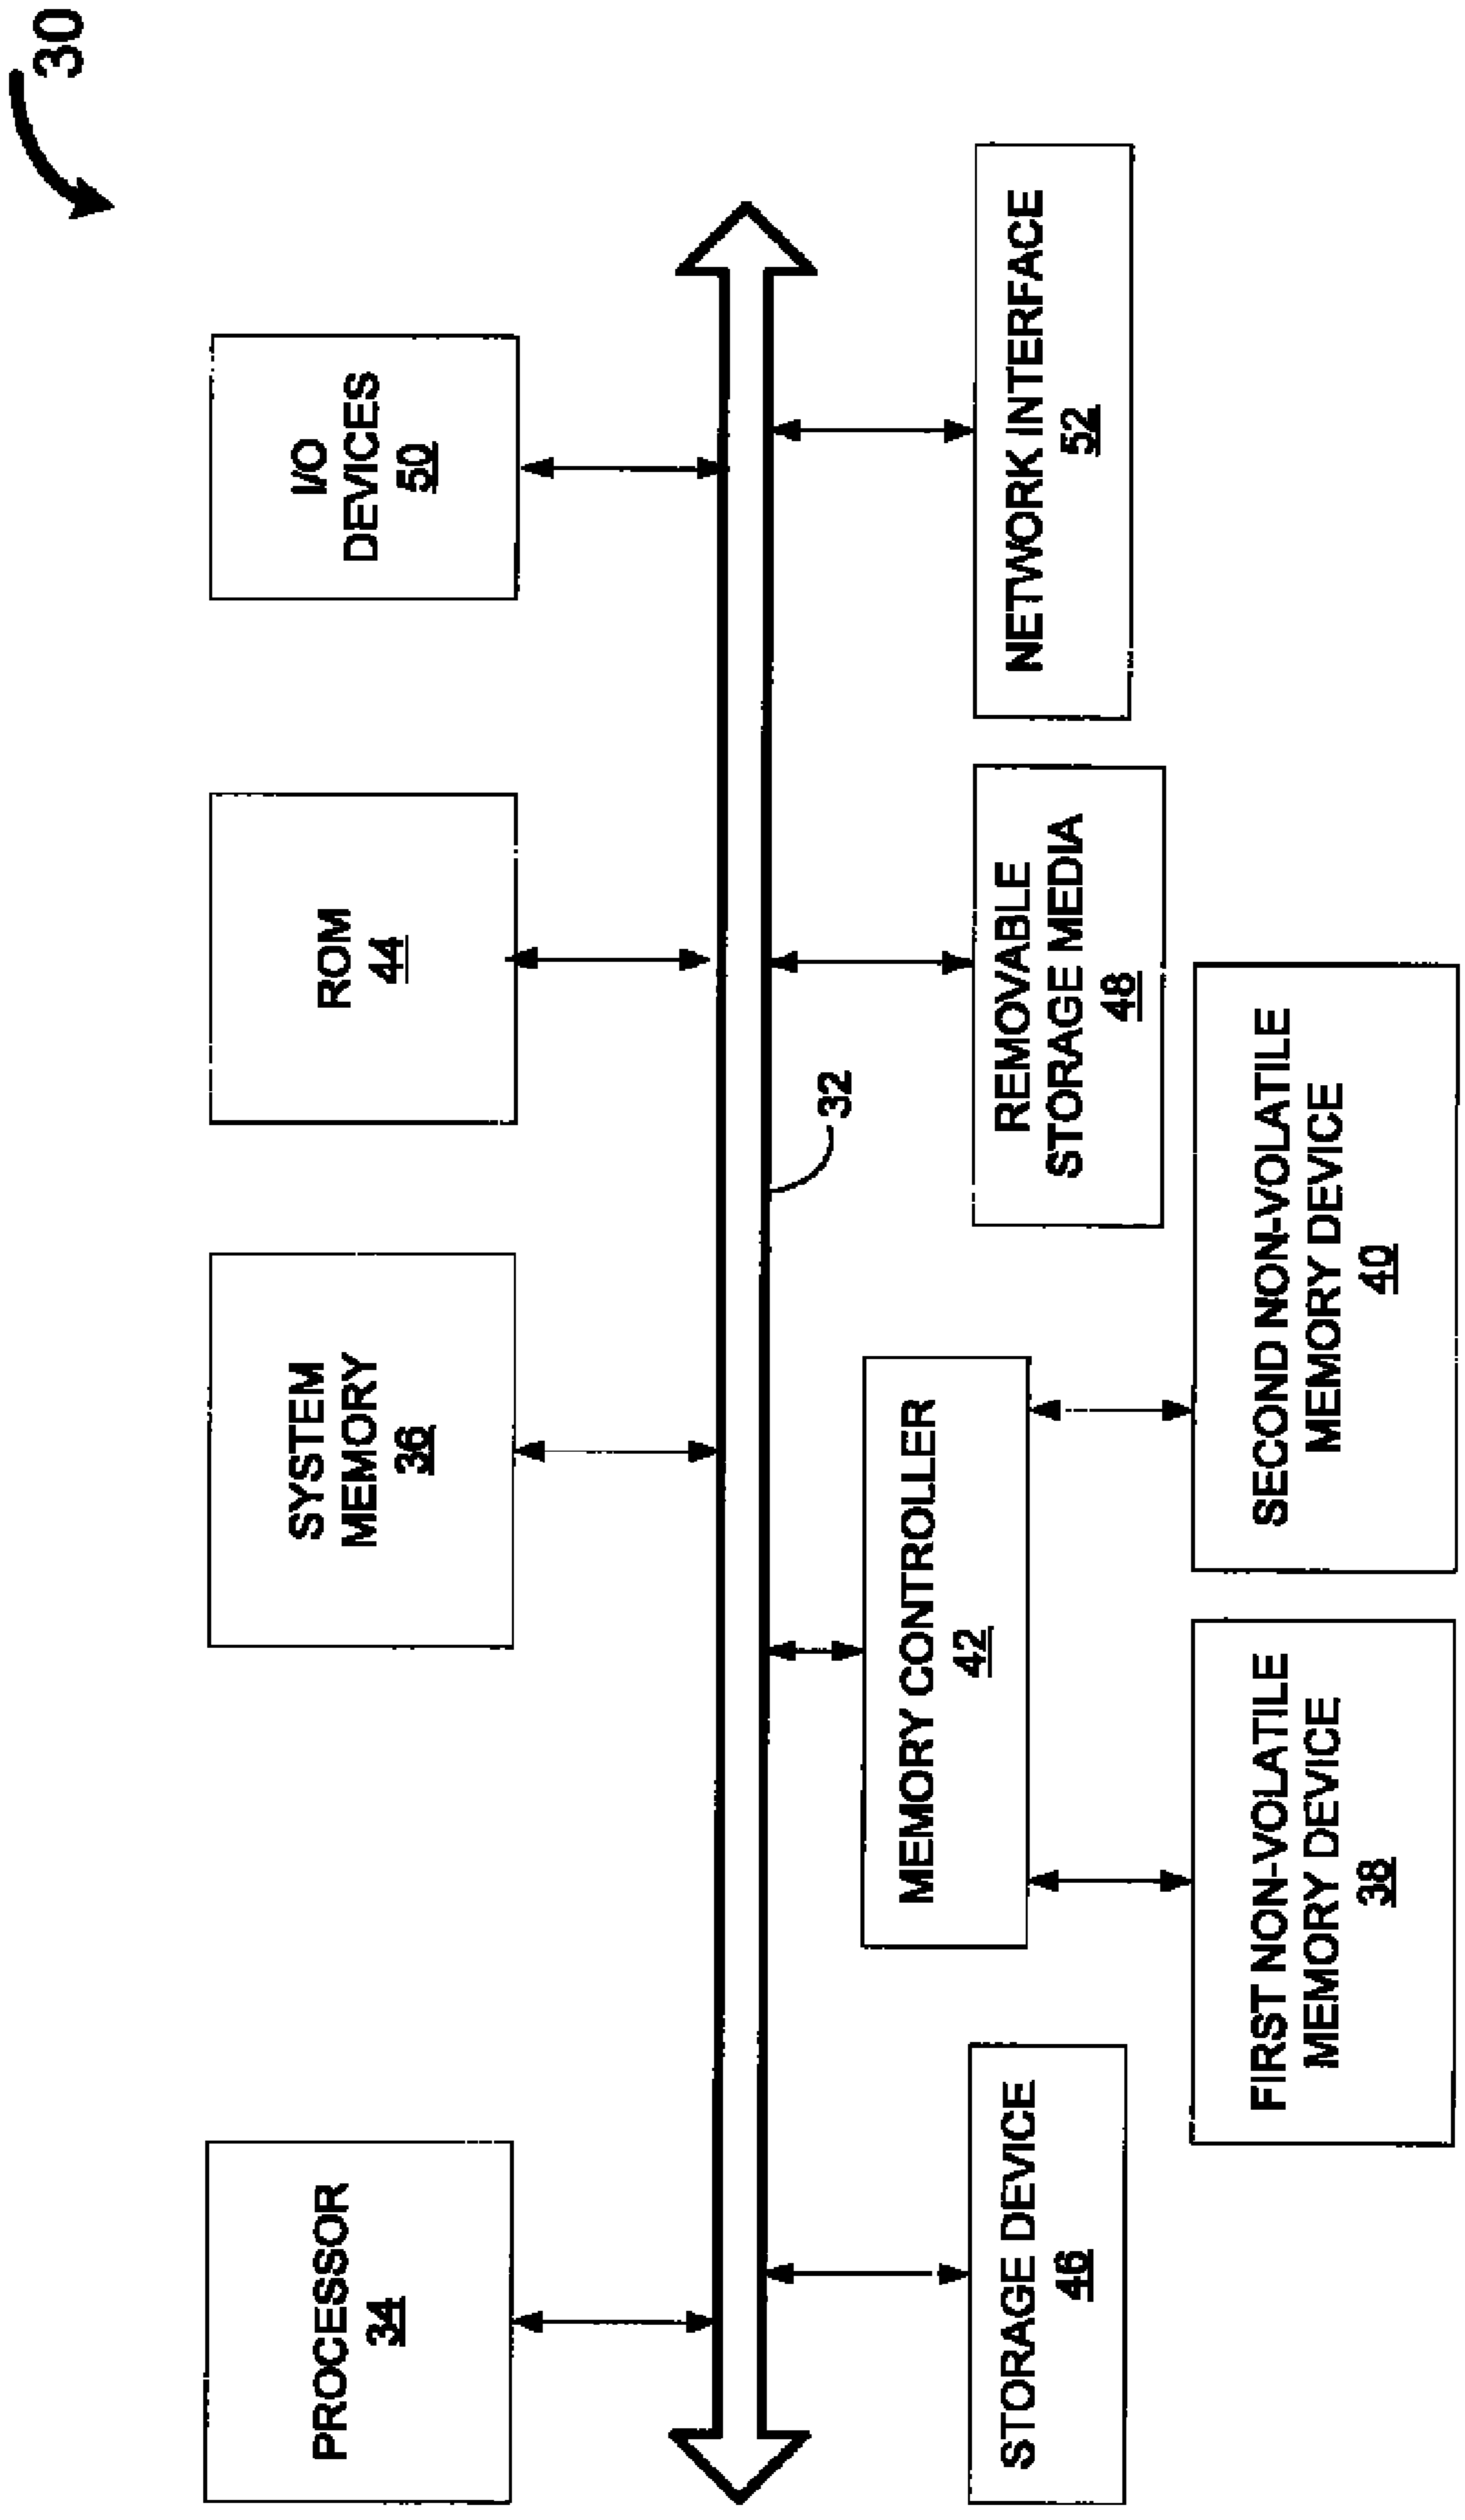 30
PROCESSOR
34
SYSTEM
MEMORY
36
ROM
44
I/O
DEVICES
50
32
STORAGE DEVICE
46
MEMORY CONTROLLER
42
REMOVABLE
STORAGE MEDIA
48
NETWORK INTERFACE
52
FIRST NON-VOLATILE
MEMORY DEVICE
38
SECOND NON-VOLATILE
MEMORY DEVICE
40